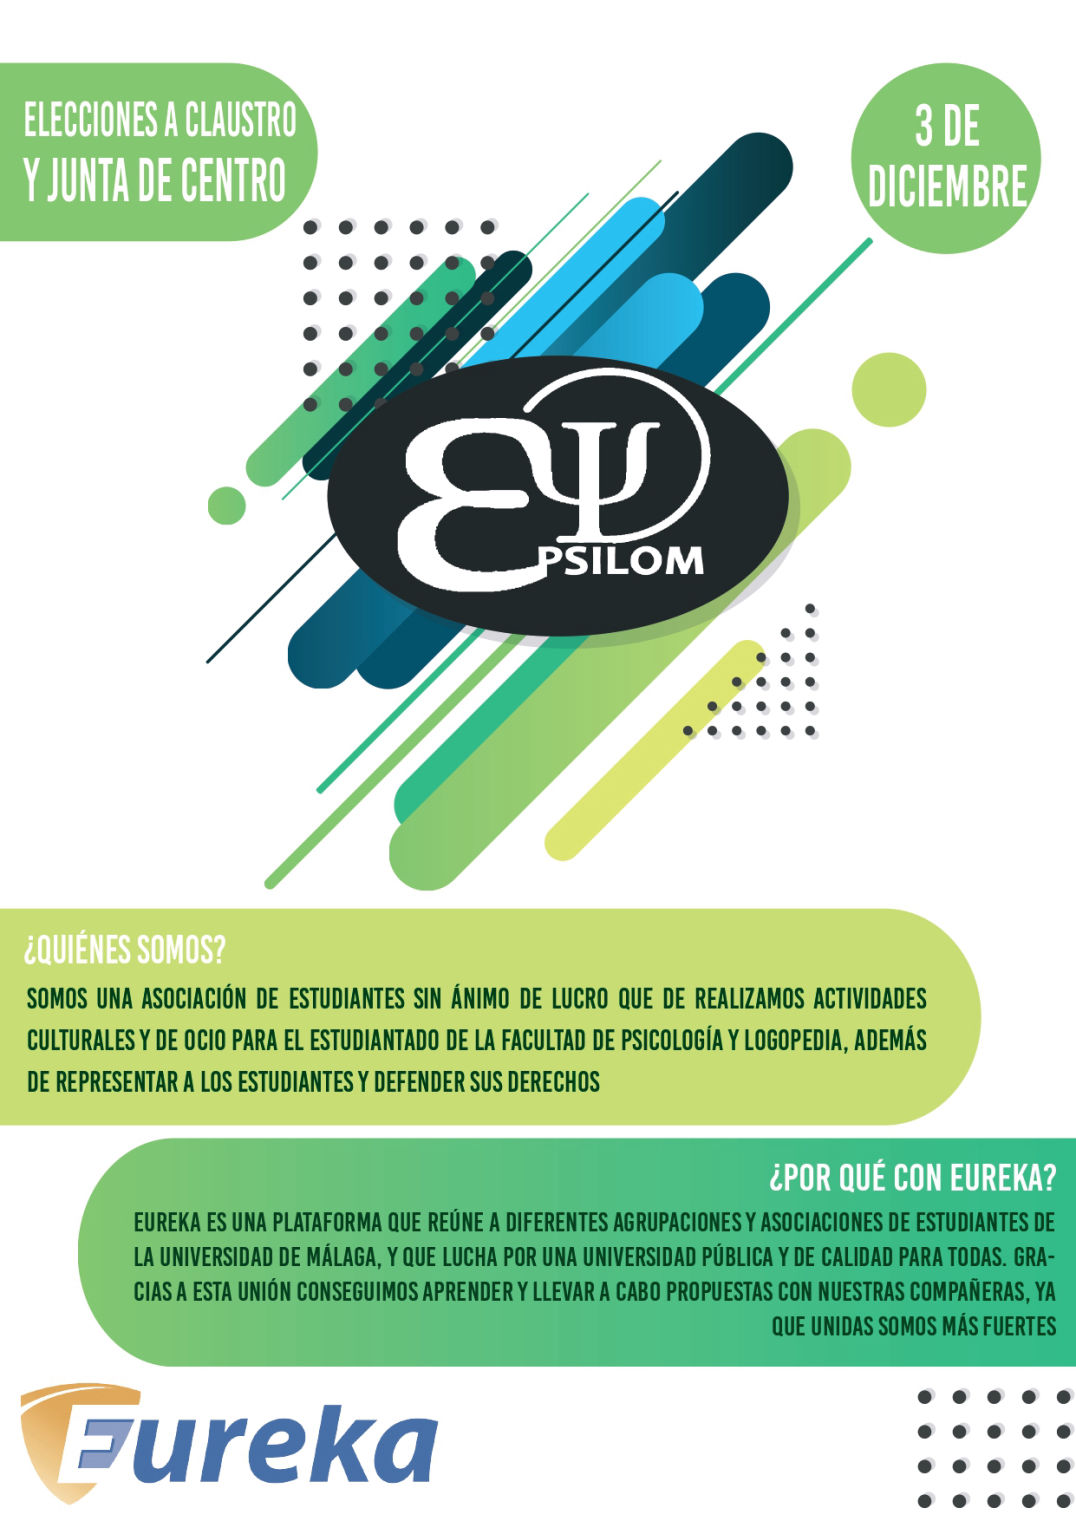 ELECCIONES A CLAUSTRO
Y JUNTA DE CENTRO
3 DE
DICIEMBRE
εΨ
PSILOM
¿QUIÉNES SOMOS?
SOMOS UNA ASOCIACIÓN DE ESTUDIANTES SIN ÁNIMO DE LUCRO QUE DE REALIZAMOS ACTIVIDADES
CULTURALES Y DE OCIO PARA EL ESTUDIANTADO DE LA FACULTAD DE PSICOLOGÍA Y LOGOPEDIA, ADEMÁS
DE REPRESENTAR A LOS ESTUDIANTES Y DEFENDER SUS DERECHOS
¿POR QUÉ CON EUREKA?
EUREKA ES UNA PLATAFORMA QUE REÚNE A DIFERENTES AGRUPACIONES Y ASOCIACIONES DE ESTUDIANTES DE
LA UNIVERSIDAD DE MÁLAGA, Y QUE LUCHA POR UNA UNIVERSIDAD PÚBLICA Y DE CALIDAD PARA TODAS. GRA-
CIAS A ESTA UNIÓN CONSEGUIMOS APRENDER Y LLEVAR A CABO PROPUESTAS CON NUESTRAS COMPAÑERAS, YA
QUE UNIDAS SOMOS MÁS FUERTES
Eureka